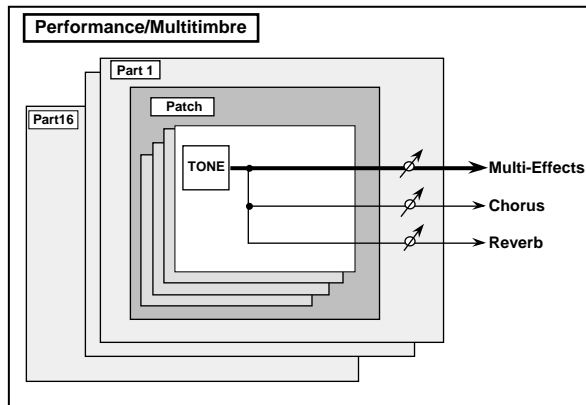 Performance/Multitimbre
Part 1
Patch
Part16
TONE
Multi-Effects
Chorus
Reverb